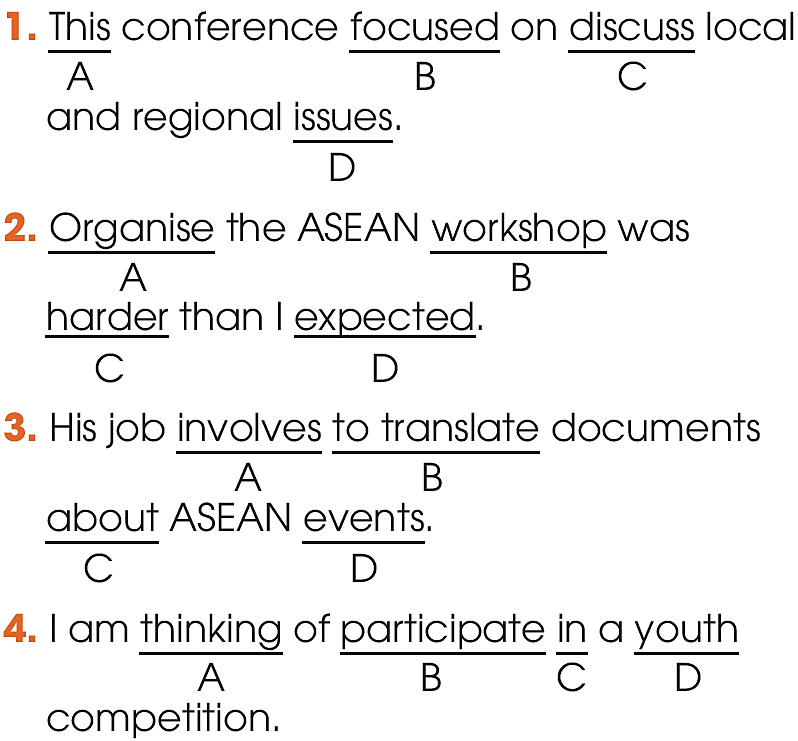 1. This conference focused on discuss local
A B C
and regional issues.
D
2. Organise the ASEAN workshop was
A B
harder than I expected.
C D
3. His job involves to translate documents
A B
about ASEAN events.
C D
4. I am thinking of participate in a youth
A B C D
competition.